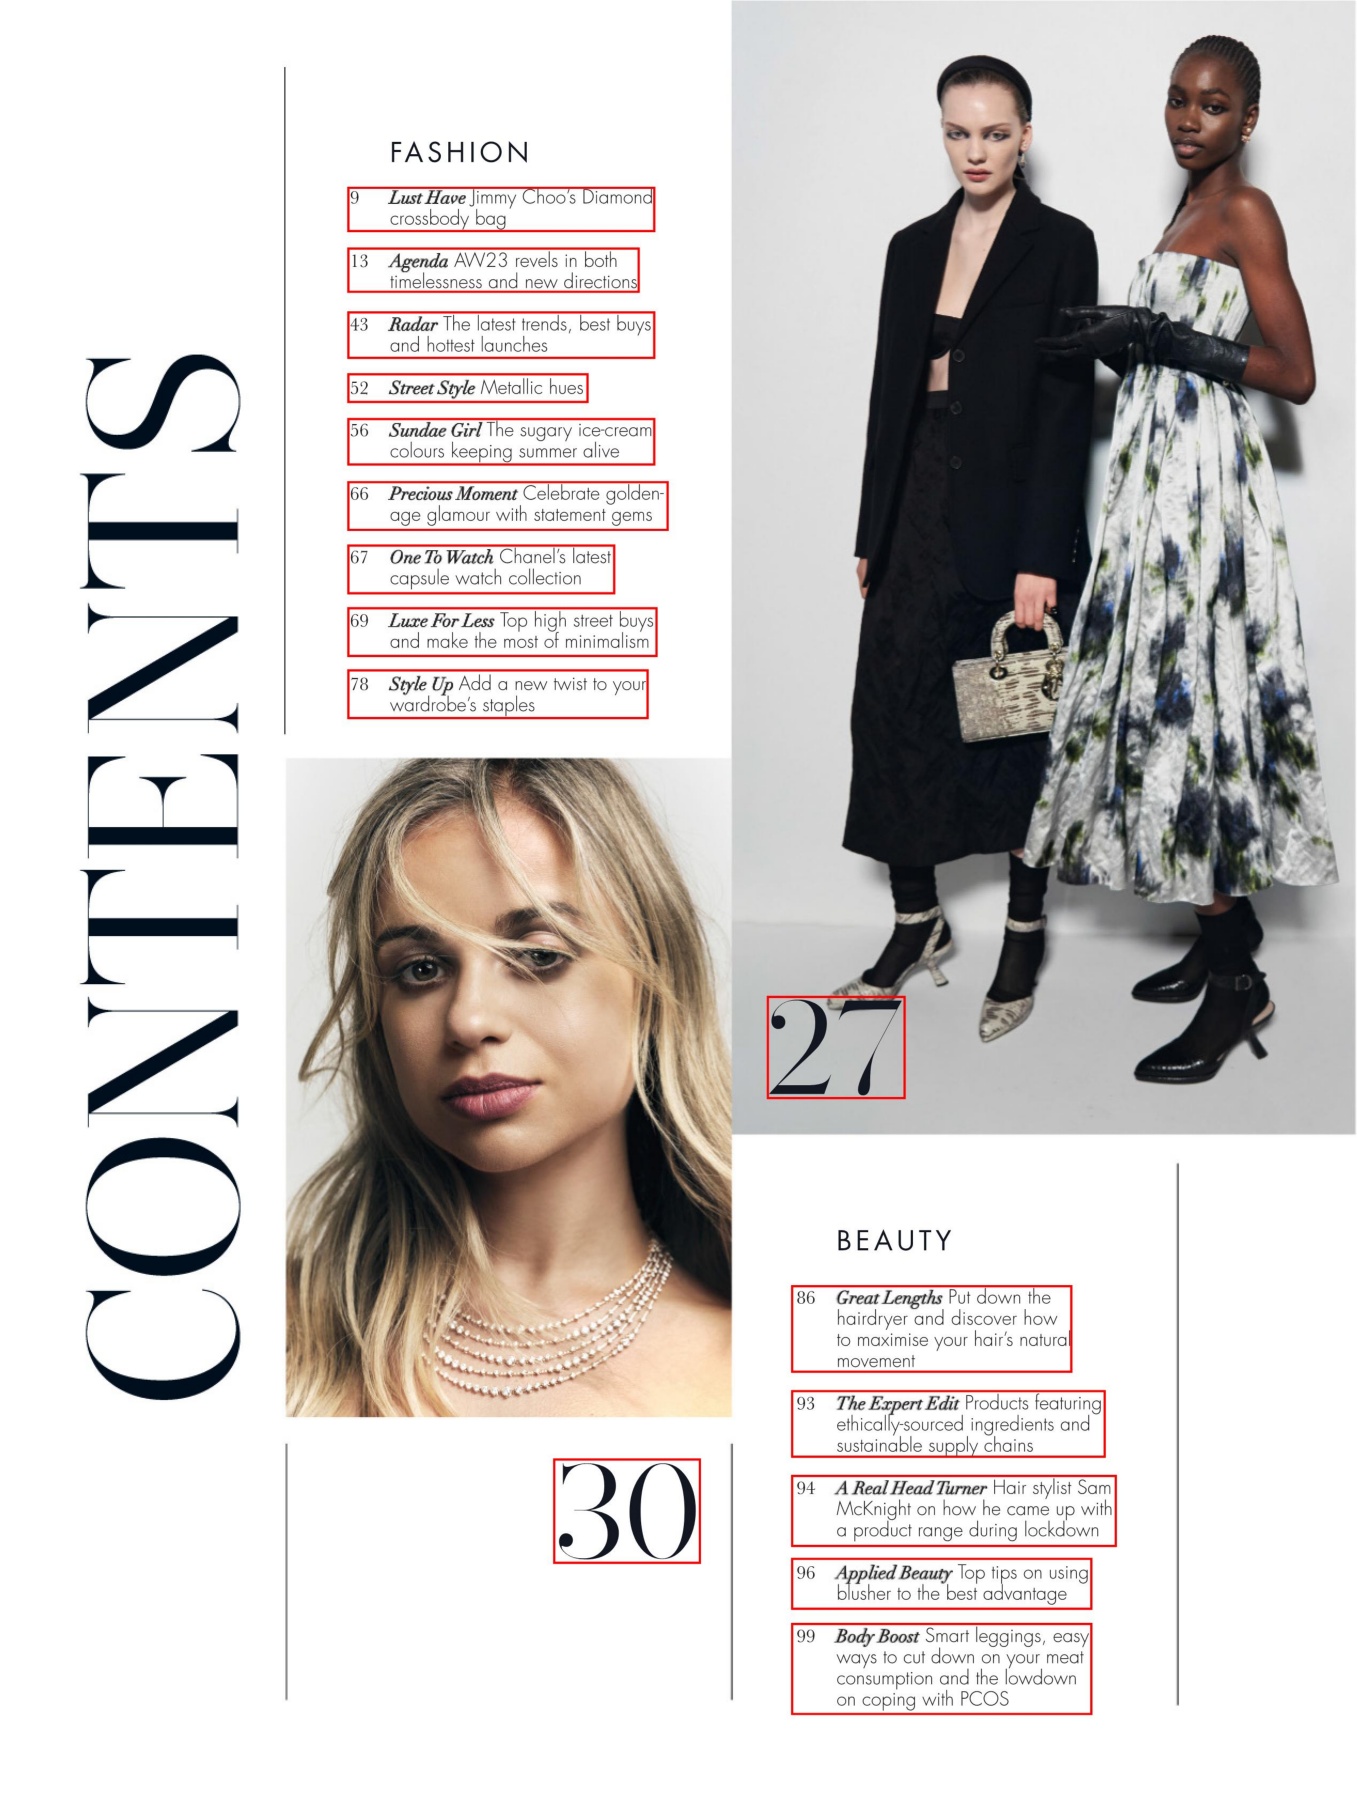 CONTENTS
FASHION
9 Lust Have Jimmy Choo's Diamond
crossbody bag
13 Agenda AW23 revels in both
timelessness and new directions
43 Radar The latest trends, best buys
and hottest launches
52 Street Style Metallic hues
56 Sundae Girl The sugary ice-cream
colours keeping summer alive
66 Precious Moment Celebrate golden-
age glamour with statement gems
67 One To Watch Chanel's latest
capsule watch collection
69 Luxe For Less Top high street buys
and make the most of minimalism
78 Style Up Add a new twist to your
wardrobe's staples
27
30
BEAUTY
86 Great Lengths Put down the
hairdryer and discover how
to maximise your hair's natural
movement
93 The Expert Edit Products featuring
ethically-sourced ingredients and
sustainable supply chains
94 A Real Head Turner Hair stylist Sam
McKnight on how he came up with
a product range during lockdown
96 Applied Beauty Top tips on using
blusher to the best advantage
99 Body Boost Smart leggings, easy
ways to cut down on your meat
consumption and the lowdown
on coping with PCOS